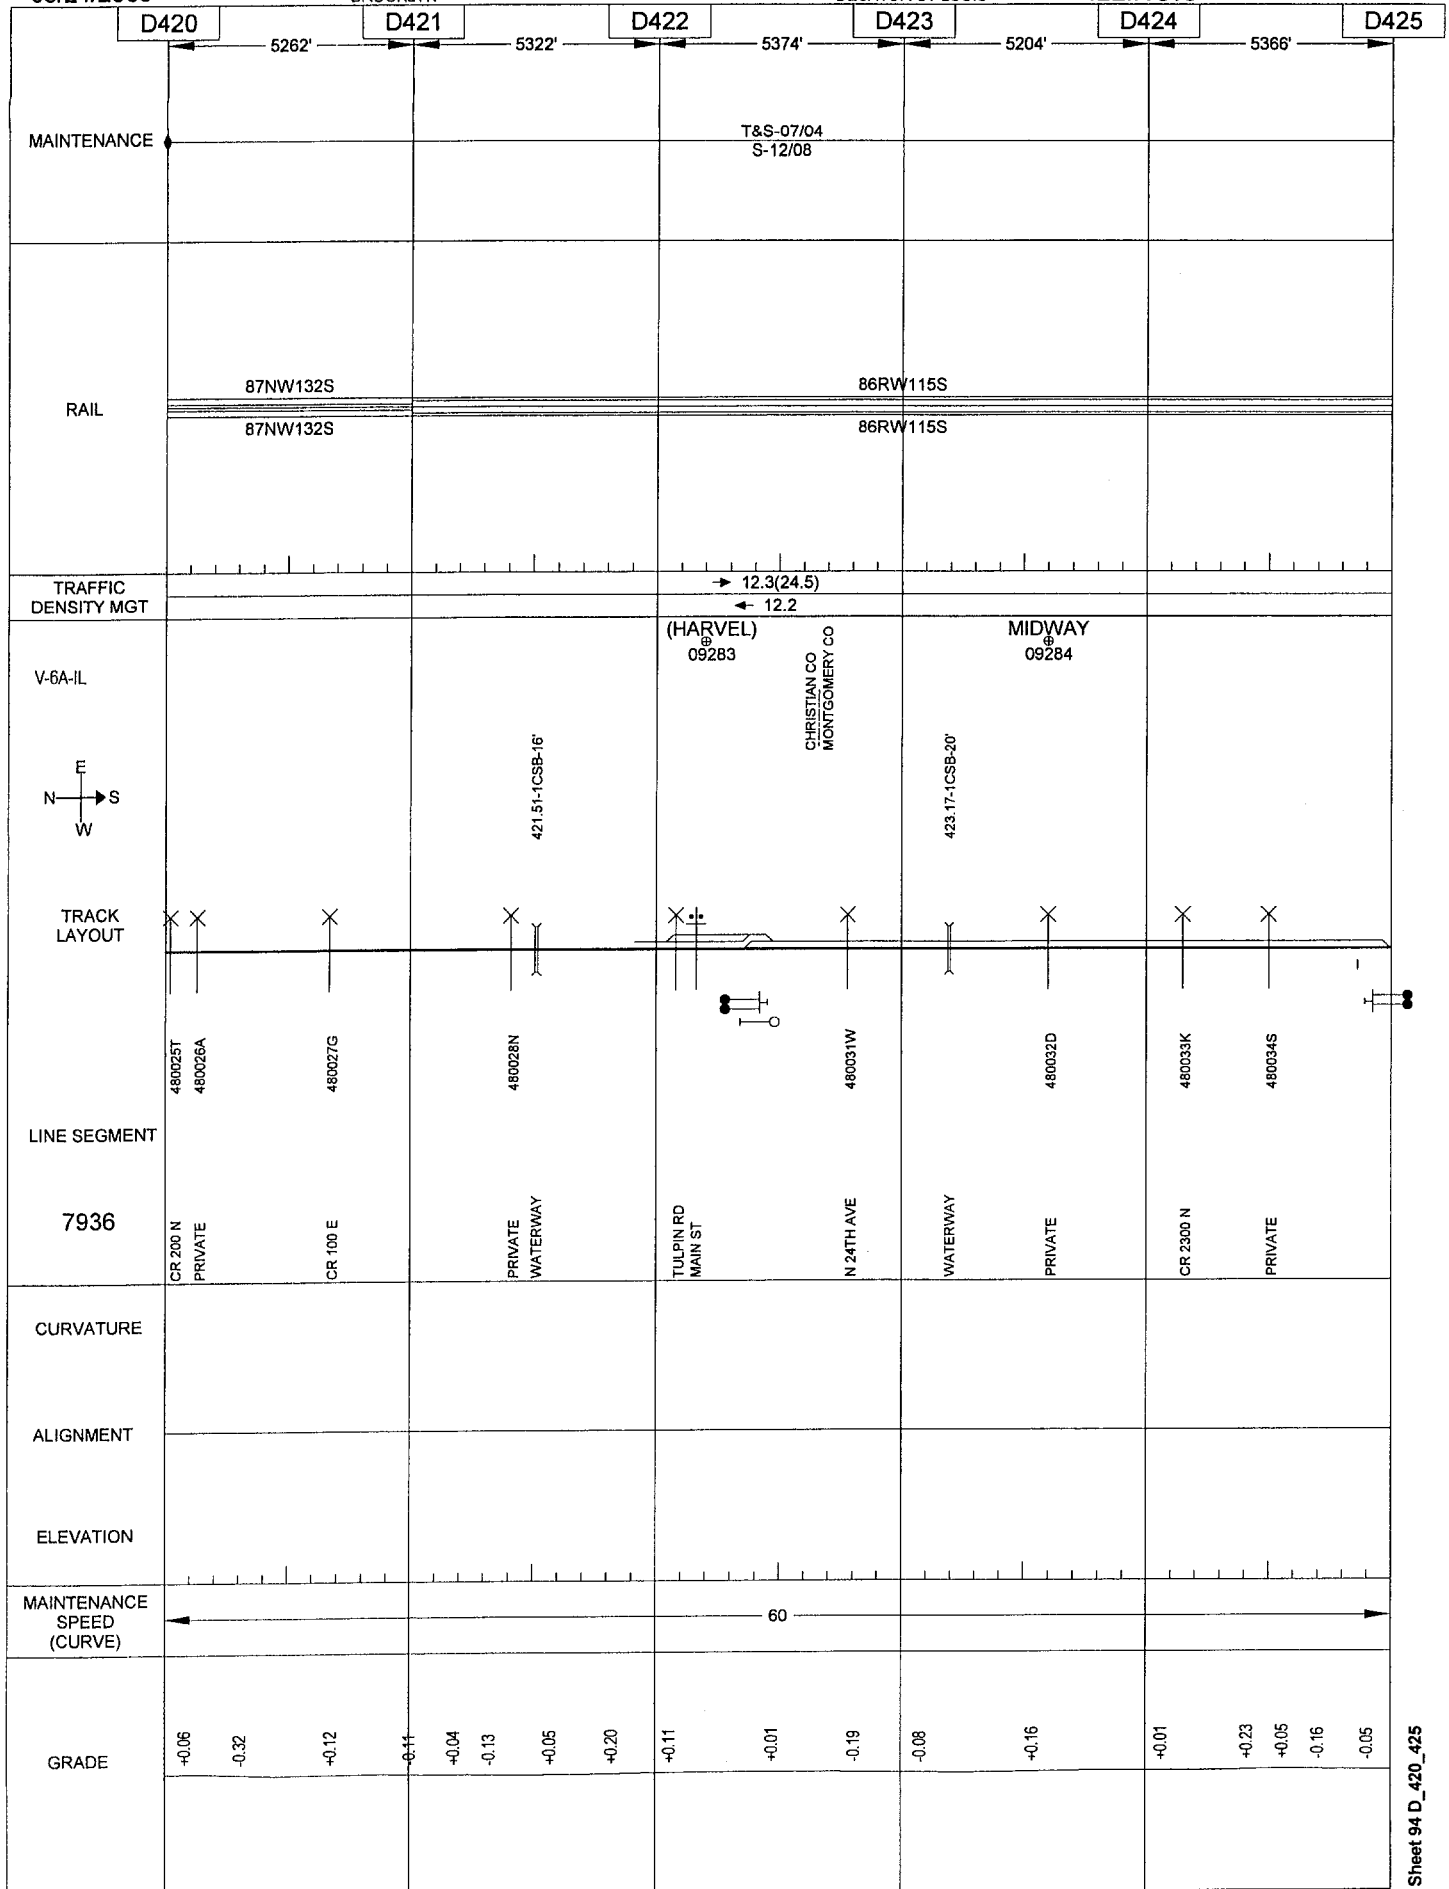 D420 D421 D422 D423 D424 D425
5262' 5322' 5374' 5204' 5366'
MAINTENANCE
T&S-07/04
S-12/08
RAIL
87NW132S 86RW115S
87NW132S 86RW115S
TRAFFIC
DENSITY MGT
12.3(24.5)
12.2
(HARVEL)
09283
MIDWAY
09284
CHRISTIAN CO
MONTGOMERY CO
V-6A-IL
E
N S
W
421.51-1CSB-16'
423.17-1CSB-20'
TRACK
LAYOUT
480025T
480026A
480027G
480028N
480031W
480032D
480033K
480034S
LINE SEGMENT
7936
CR 200 N
PRIVATE
CR 100 E
PRIVATE
WATERWAY
TULPIN RD
MAIN ST
N 24TH AVE
WATERWAY
PRIVATE
CR 2300 N
PRIVATE
CURVATURE
ALIGNMENT
ELEVATION
MAINTENANCE
SPEED
(CURVE)
60
GRADE
+0.06
-0.32
+0.12
-0.11
+0.04
-0.13
+0.05
+0.20
+0.11
+0.01
-0.19
-0.08
+0.16
+0.01
+0.23
+0.05
-0.16
-0.05
Sheet 94 D_420_425